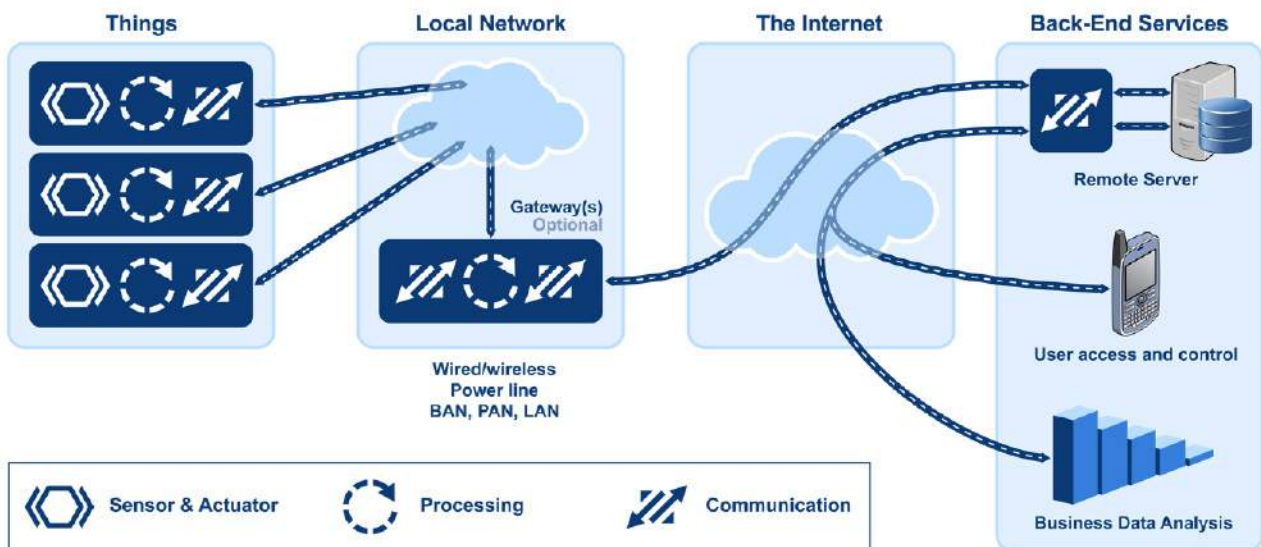 Things
Local Network
The Internet
Back-End Services
Gateway(s)
Optional
Remote Server
User access and control
Wired/wireless
Power line
BAN, PAN, LAN
Business Data Analysis
Sensor & Actuator
Processing
Communication